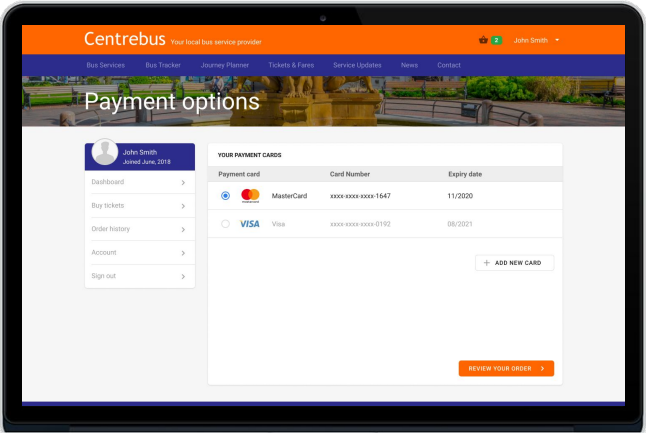 Centrebus Your local bus service provider
2 John Smith
Bus Services Bus Tracker Journey Planner Tickets & Fares Service Updates News Contact
Payment options
John Smith
Joined June, 2018
Dashboard
Buy tickets
Order history
Account
Sign out
YOUR PAYMENT CARDS
Payment card Card Number Expiry date
MasterCard xxxx-xxxx-xxxx-1647 11/2020
VISA Visa xxxx-xxxx-xxxx-0192 08/2021
+ ADD NEW CARD
REVIEW YOUR ORDER